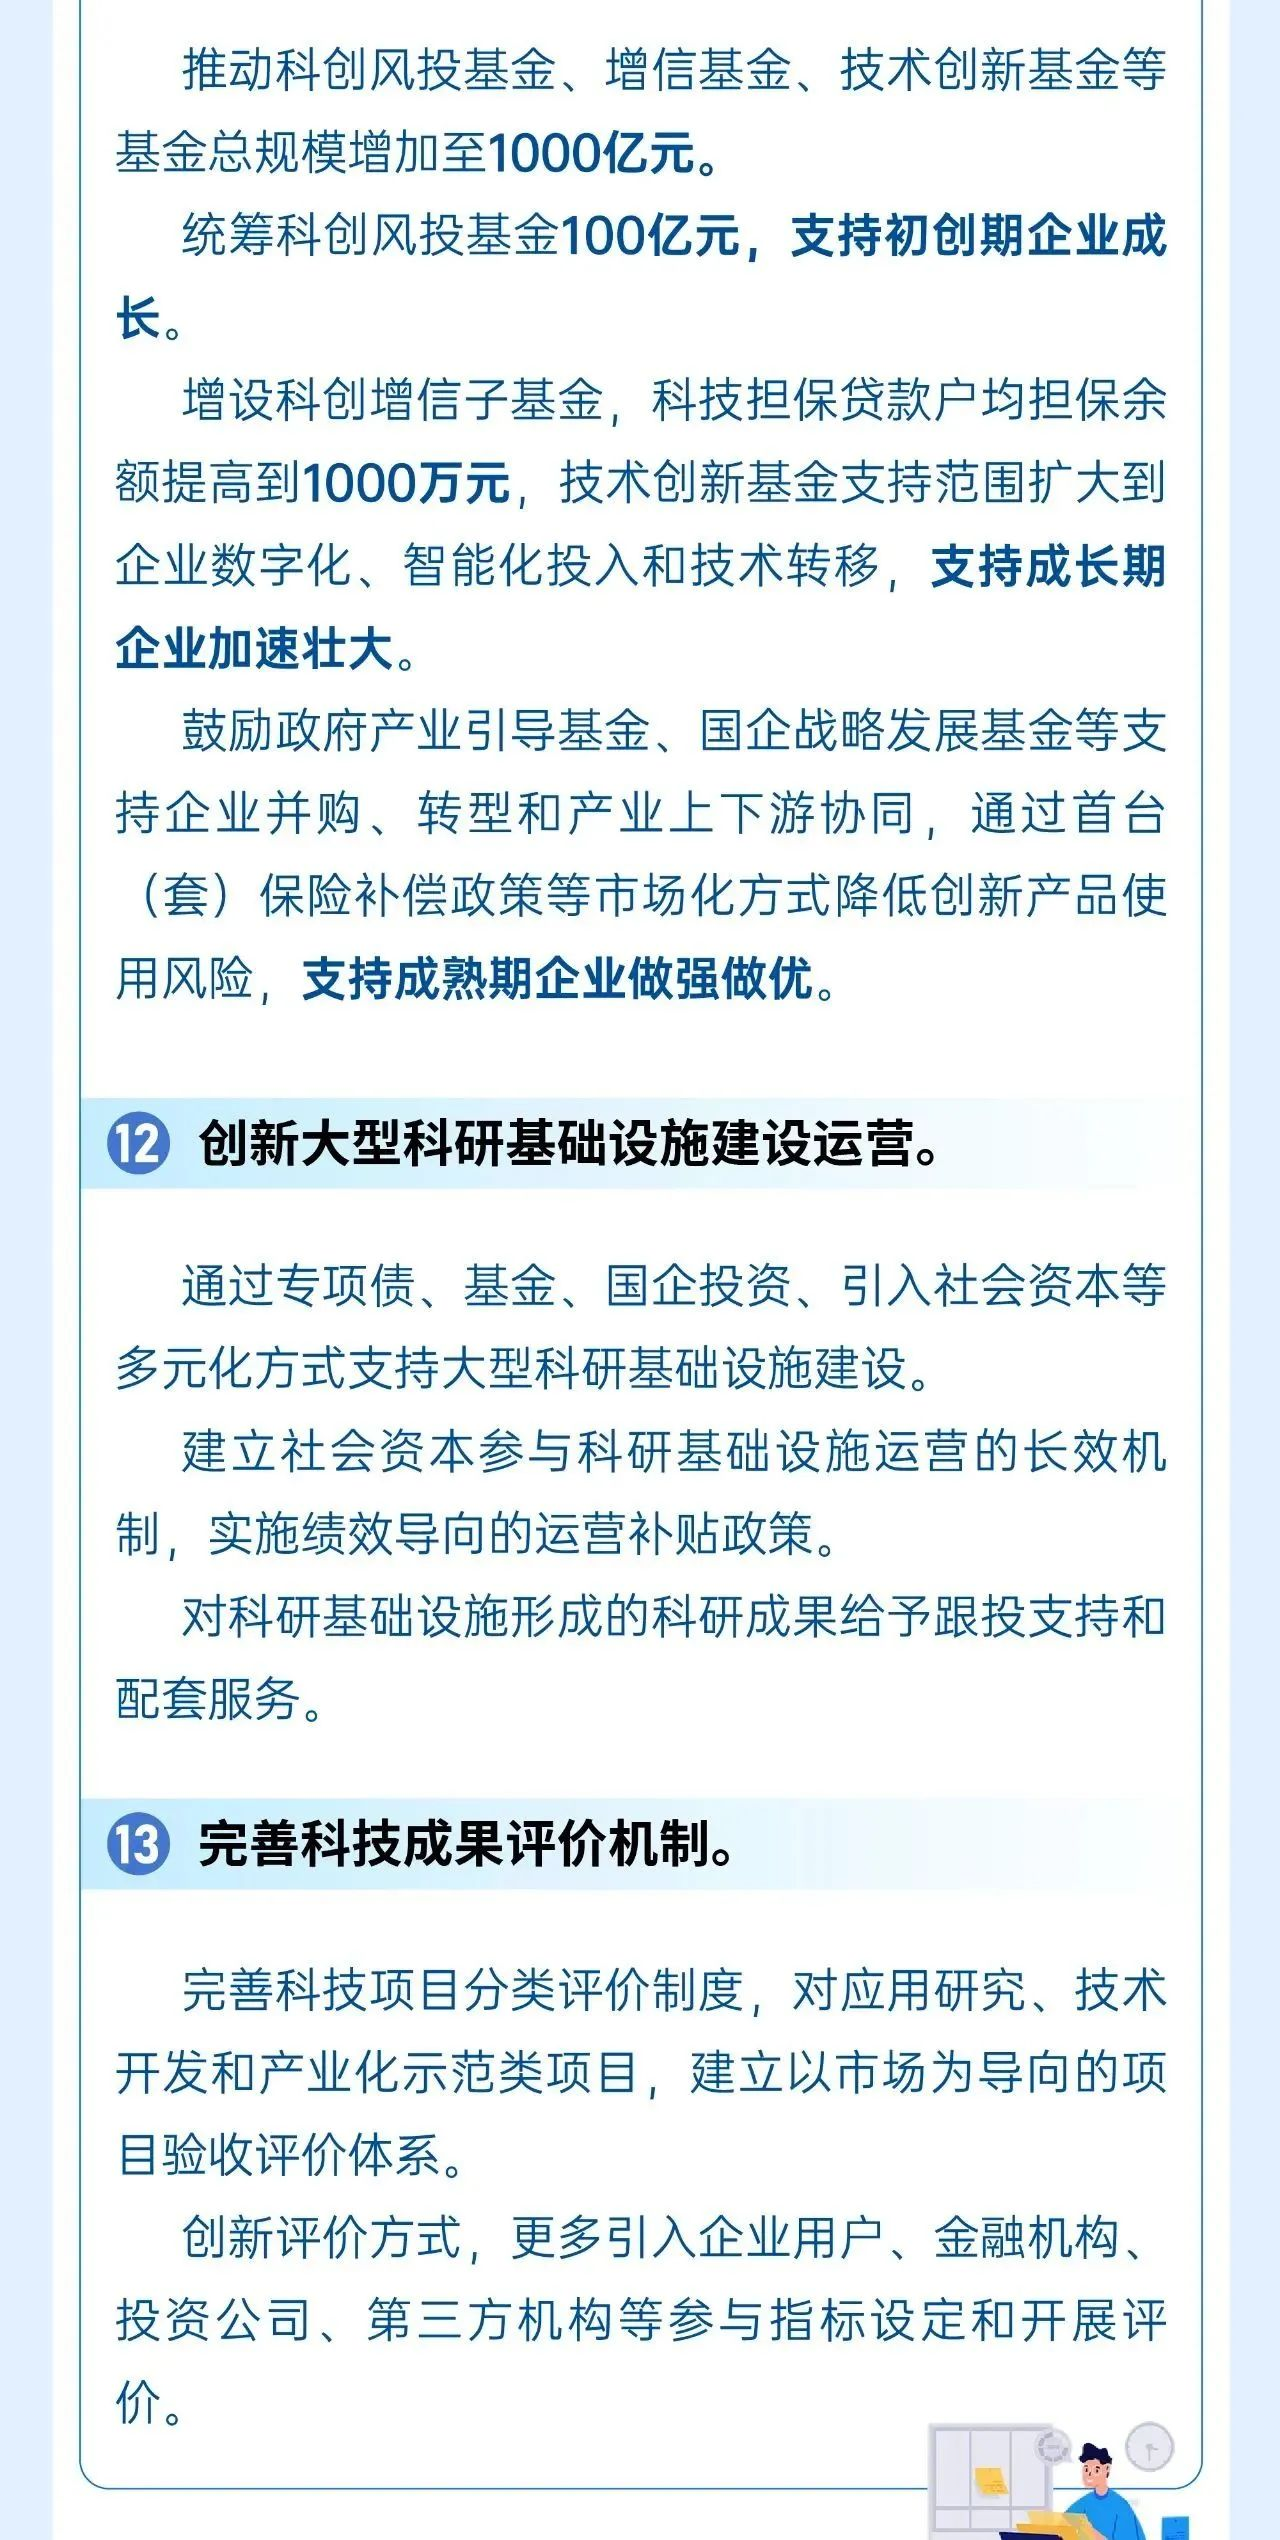 推动科创风投基金、增信基金、技术创新基金等
基金总规模增加至1000亿元。
统筹科创风投基金100亿元，支持初创期企业成
长。
增设科创增信子基金，科技担保贷款户均担保余
额提高到1000万元，技术创新基金支持范围扩大到
企业数字化、智能化投入和技术转移，支持成长期
企业加速壮大。
鼓励政府产业引导基金、国企战略发展基金等支
持企业并购、转型和产业上下游协同，通过首台
（套）保险补偿政策等市场化方式降低创新产品使
用风险，支持成熟期企业做强做优。
12 创新大型科研基础设施建设运营。
通过专项债、基金、国企投资、引入社会资本等
多元化方式支持大型科研基础设施建设。
建立社会资本参与科研基础设施运营的长效机
制，实施绩效导向的运营补贴政策。
对科研基础设施形成的科研成果给予跟投支持和
配套服务。
13 完善科技成果评价机制。
完善科技项目分类评价制度，对应用研究、技术
开发和产业化示范类项目，建立以市场为导向的项
目验收评价体系。
创新评价方式，更多引入企业用户、金融机构、
投资公司、第三方机构等参与指标设定和开展评
价。